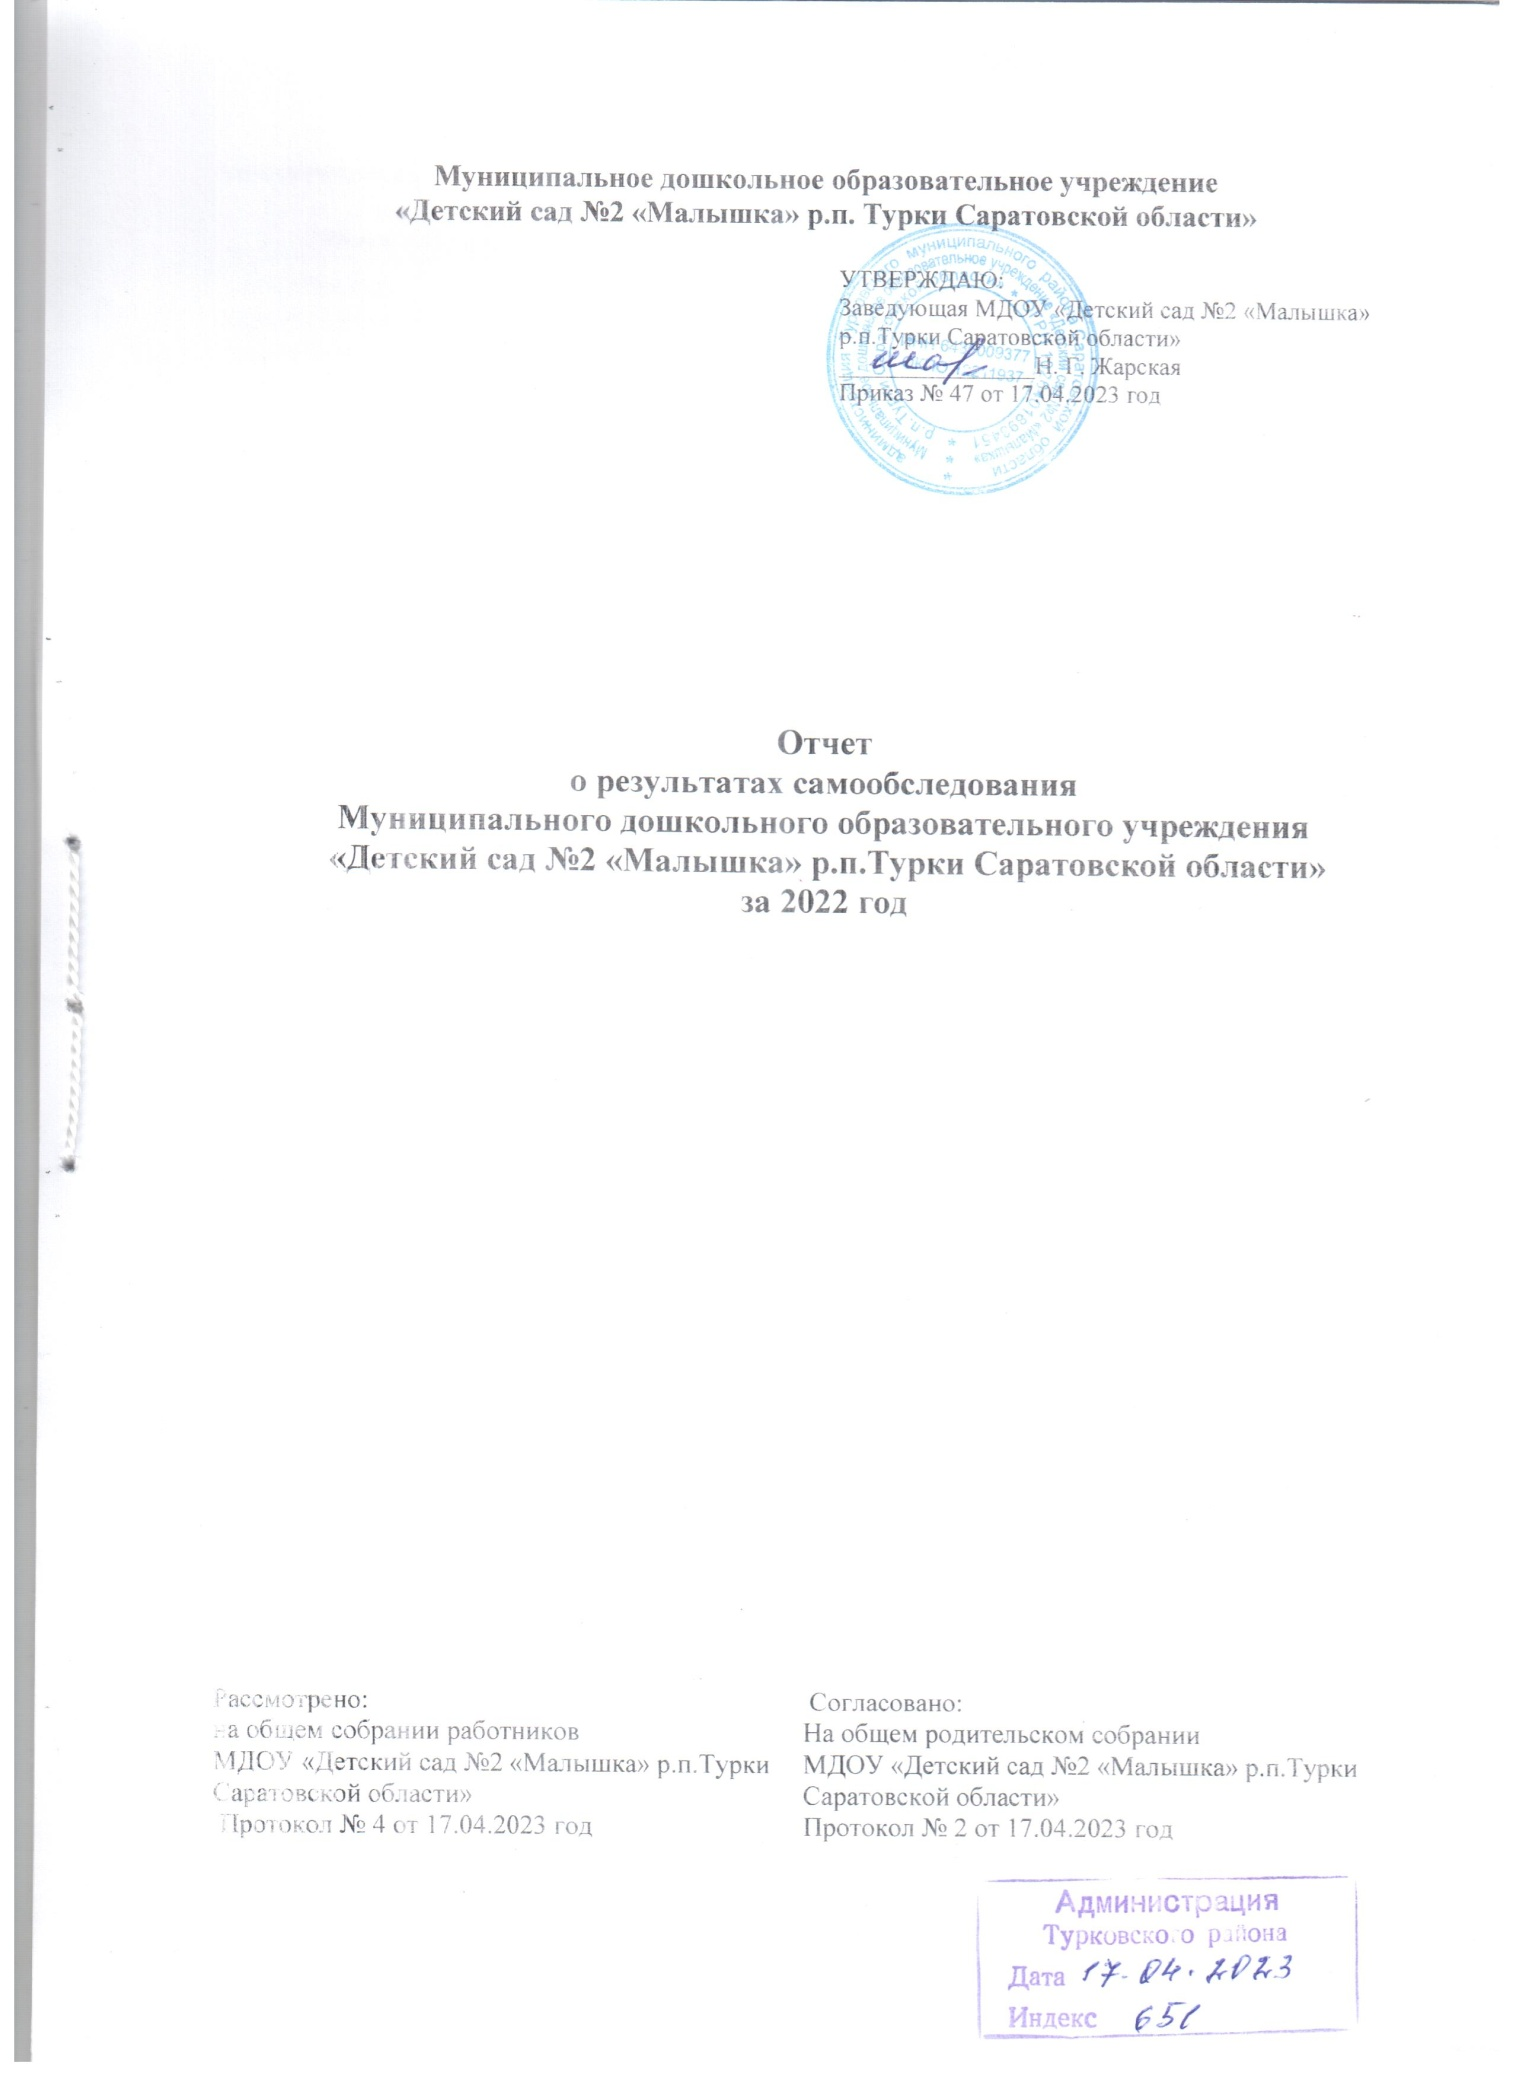 Муниципальное дошкольное образовательное учреждение
«Детский сад №2 «Малышка» р.п. Турки Саратовской области»
УТВЕРЖДАЮ:
Заведующая МДОУ «Детский сад №2 «Малышка»
р.п.Турки Саратовской области»
Н. Г. Жарская
Приказ № 47 от 17.04.2023 год
Отчет
о результатах самообследования
Муниципального дошкольного образовательного учреждения
«Детский сад №2 «Малышка» р.п.Турки Саратовской области»
за 2022 год
Рассмотрено:
на общем собрании работников
МДОУ «Детский сад №2 «Малышка» р.п.Турки
Саратовской области»
Протокол № 4 от 17.04.2023 год
Согласовано:
На общем родительском собрании
МДОУ «Детский сад №2 «Малышка» р.п.Турки
Саратовской области»
Протокол № 2 от 17.04.2023 год
Администрация
Турковского района
Дата 17.04.2023
Индекс 651